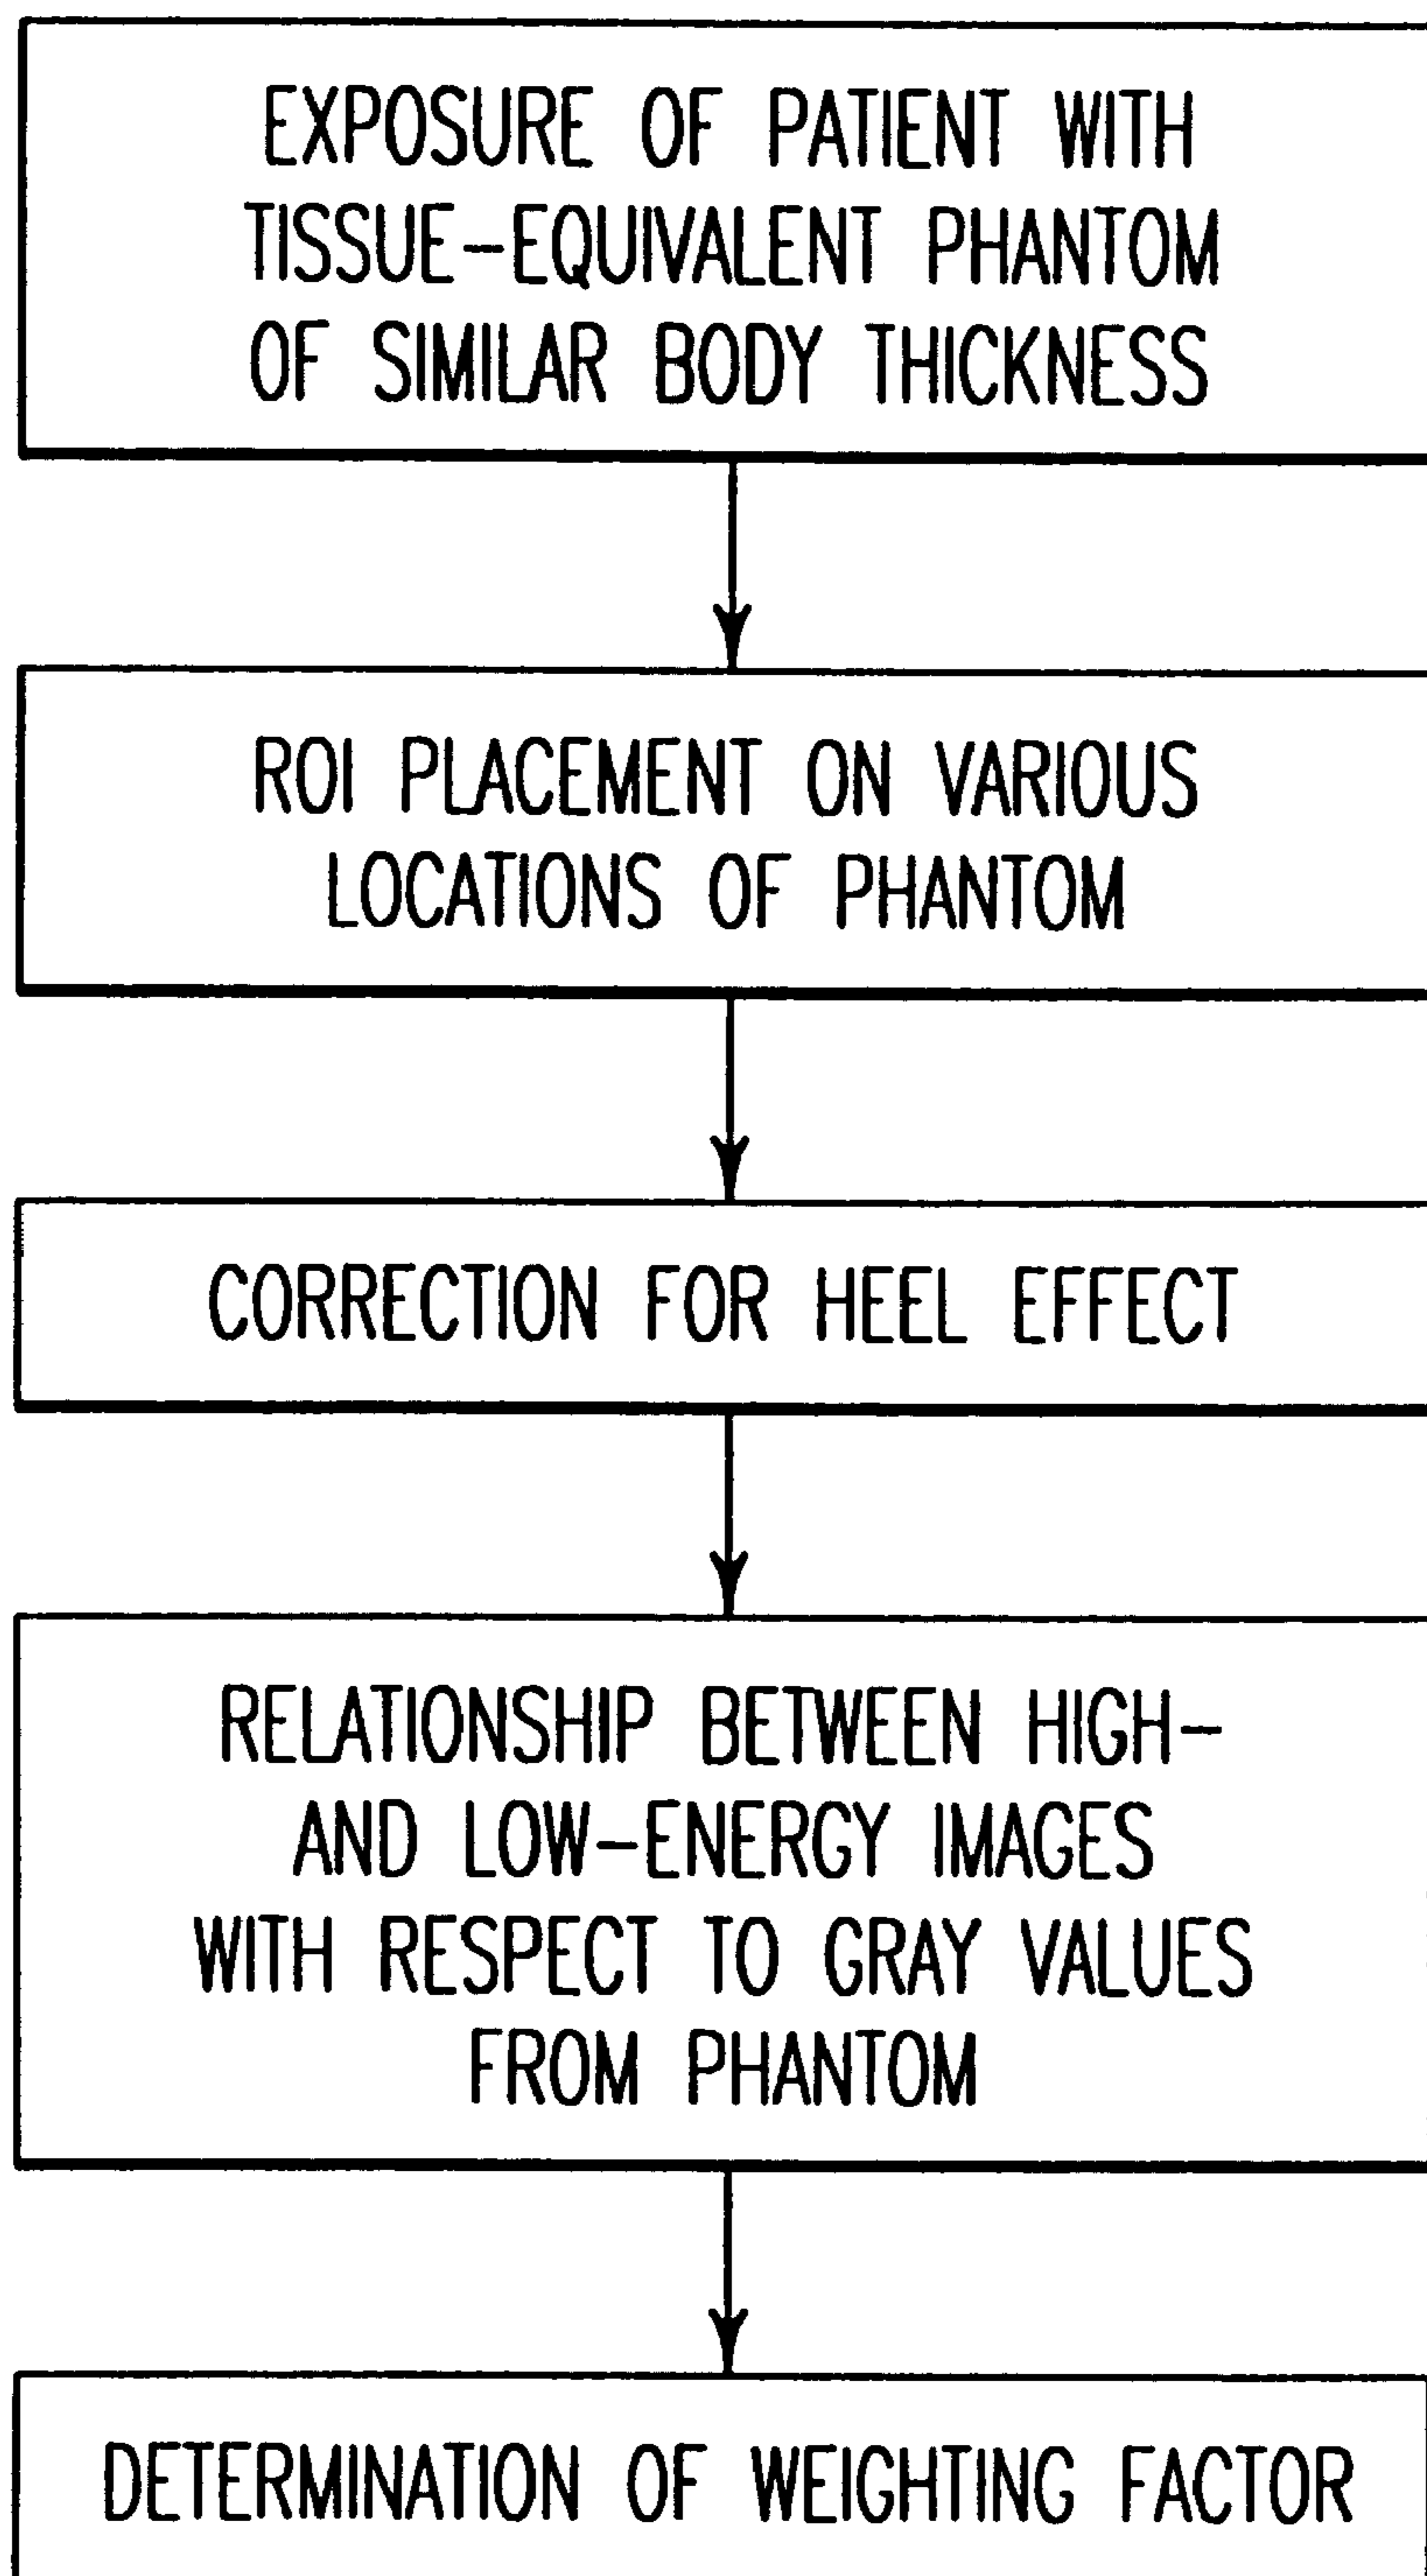 EXPOSURE OF PATIENT WITH
TISSUE-EQUIVALENT PHANTOM
OF SIMILAR BODY THICKNESS
ROI PLACEMENT ON VARIOUS
LOCATIONS OF PHANTOM
CORRECTION FOR HEEL EFFECT
RELATIONSHIP BETWEEN HIGH-
AND LOW-ENERGY IMAGES
WITH RESPECT TO GRAY VALUES
FROM PHANTOM
DETERMINATION OF WEIGHTING FACTOR